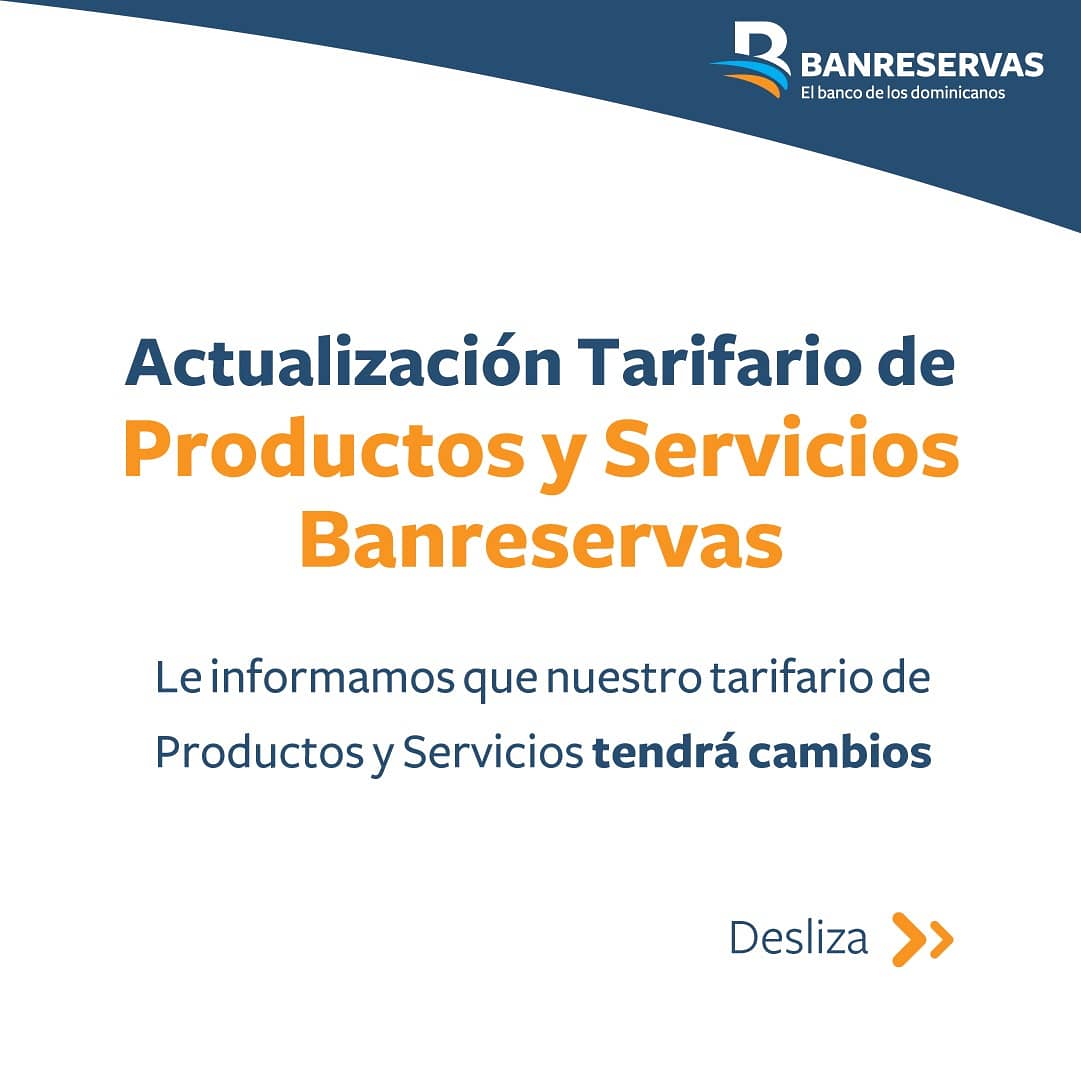 BANRESERVAS
El banco de los dominicanos
Actualización Tarifario de
Productos y Servicios
Banreservas
Le informamos que nuestro tarifario de
Productos y Servicios tendrá cambios
Desliza